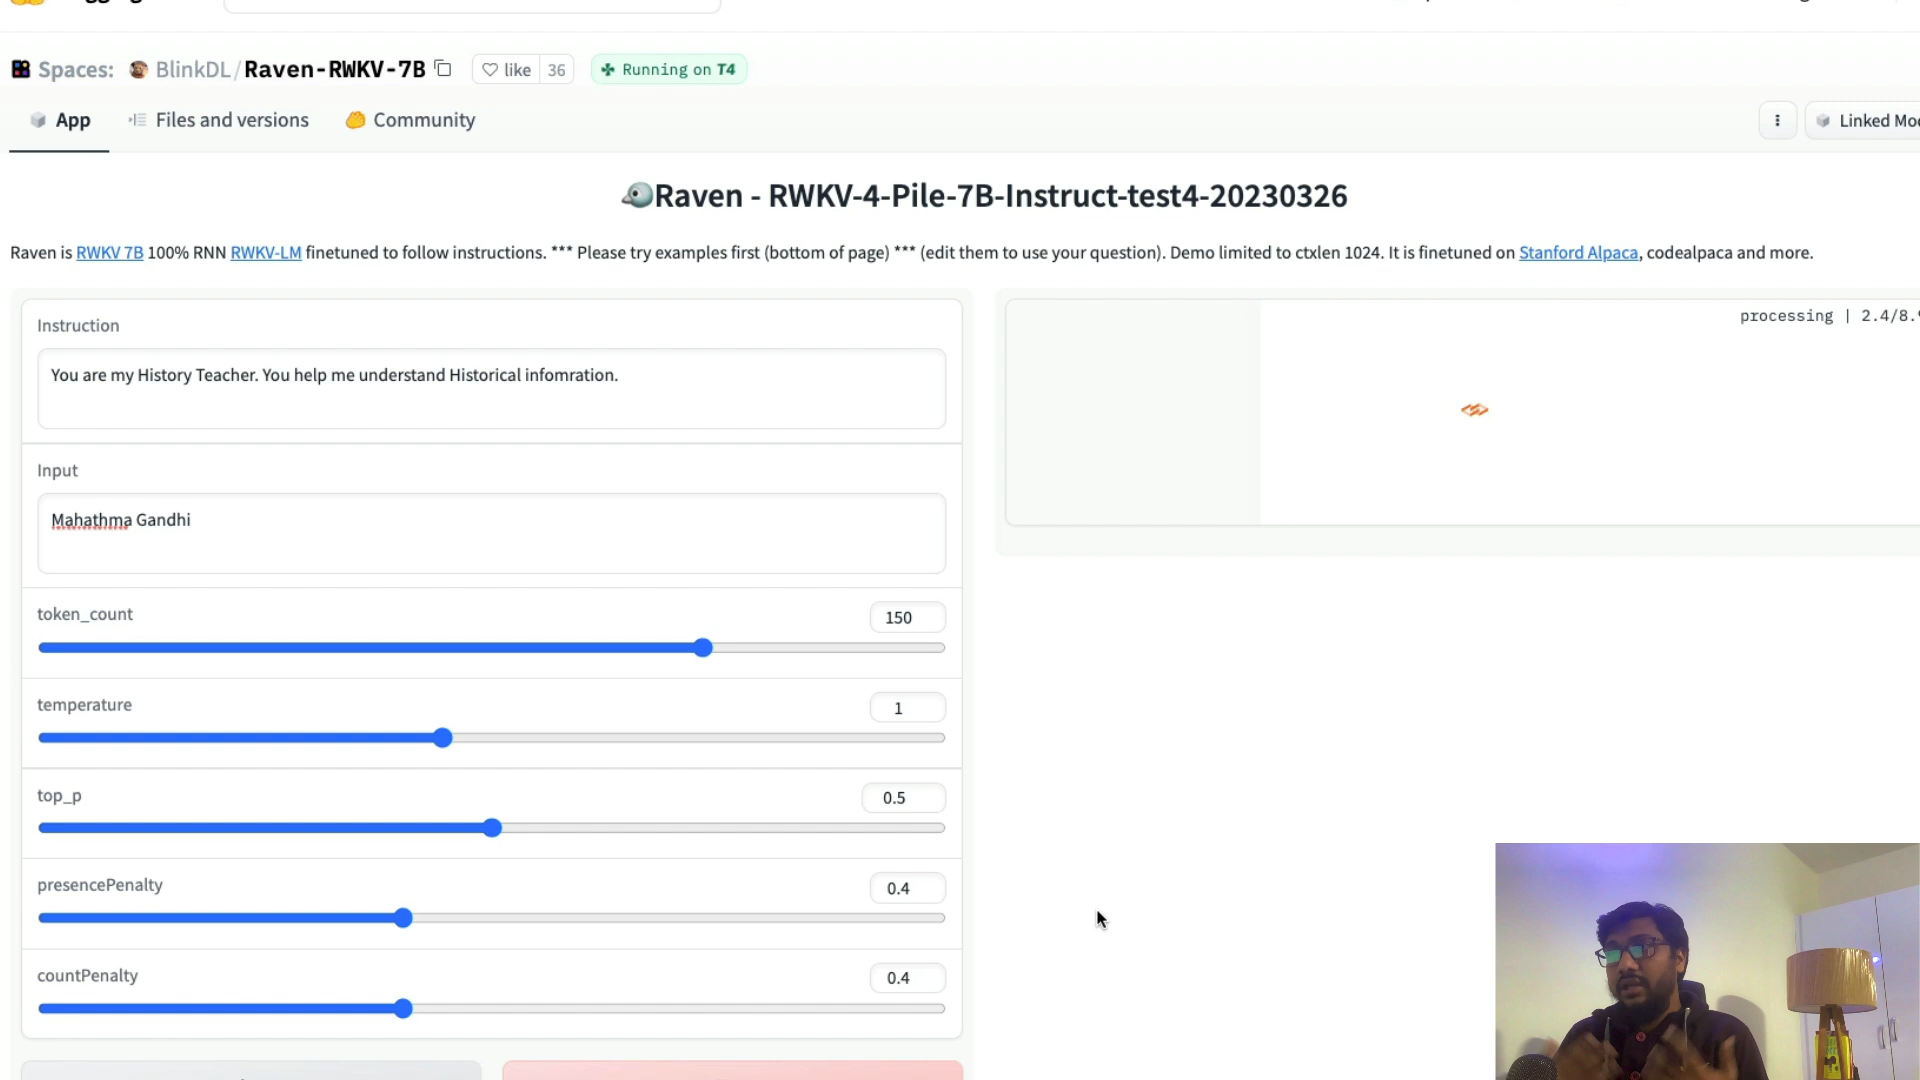 Spaces: BlinkDL/Raven-RWKV-7B like 36 Running on T4
App Files and versions Community Linked
Raven - RWKV-4-Pile-7B-Instruct-test4-20230326
Raven is RWKV 7B 100% RNN RWKV-LM finetuned to follow instructions. *** Please try examples first (bottom of page) *** (edit them to use your question). Demo limited to ctxlen 1024. It is finetuned on Stanford Alpaca, codealpaca and more.
Instruction
You are my History Teacher. You help me understand Historical infomration.
processing | 2.4/8.
Input
Mahathma Gandhi
token_count 150
temperature 1
top_p 0.5
presencePenalty 0.4
countPenalty 0.4